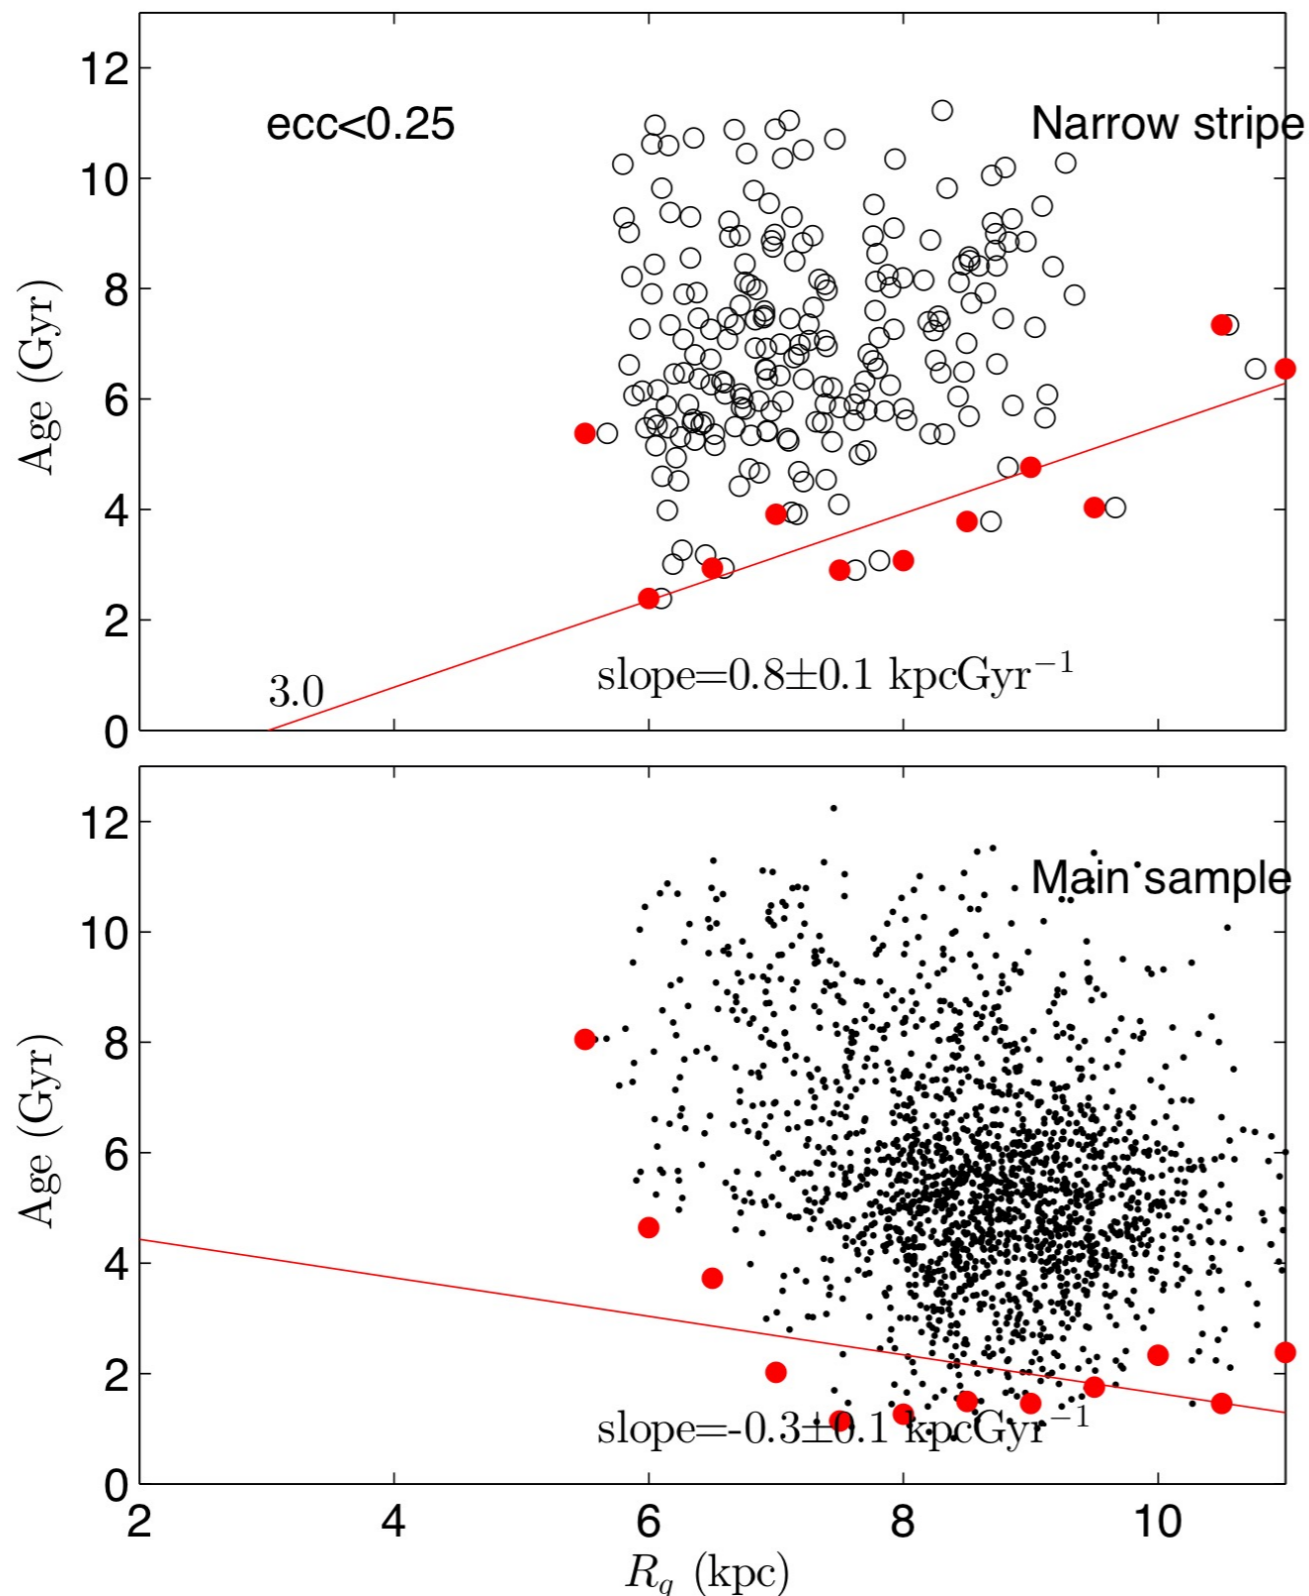 12
10
8
6
4
2
0
Age (Gyr)
ecc<0.25
Narrow stripe
3.0
slope=0.8±0.1 kpcGyr⁻¹
12
10
8
6
4
2
0
Age (Gyr)
Main sample
slope=-0.3±0.1 kpcGyr⁻¹
2 4 6 8 10
R_g (kpc)